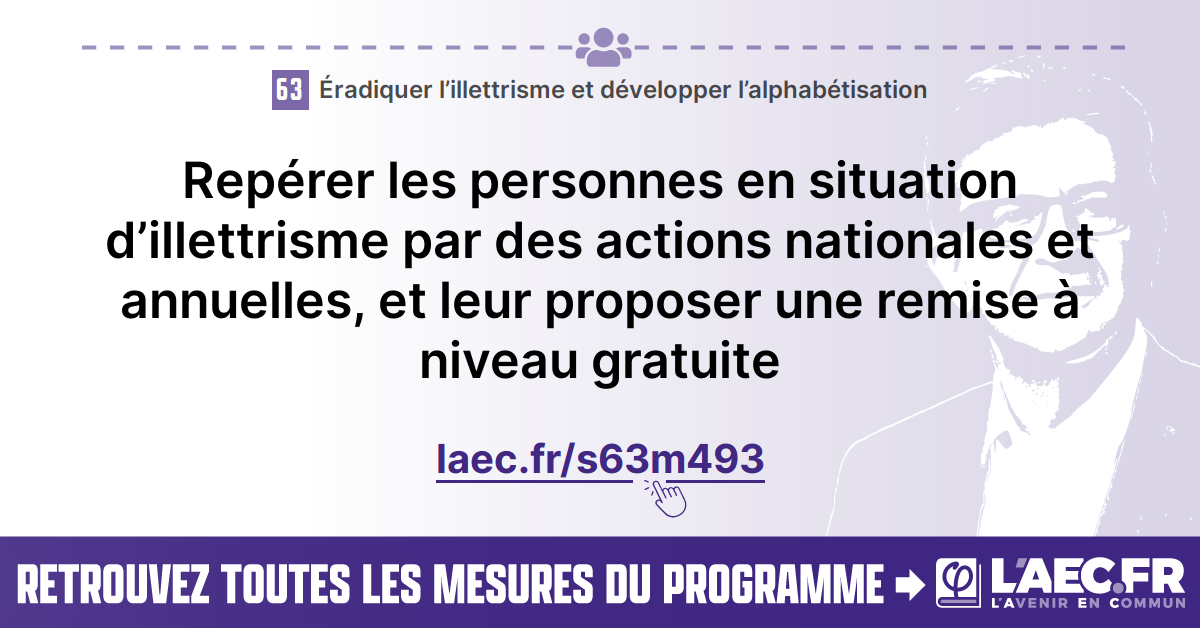 63 Éradiquer l’illettrisme et développer l’alphabétisation
Repérer les personnes en situation
d’illettrisme par des actions nationales et
annuelles, et leur proposer une remise à
niveau gratuite
laec.fr/s63m493
RETROUVEZ TOUTES LES MESURES DU PROGRAMME
L'AEC.FR
L'AVENIR EN COMMUN